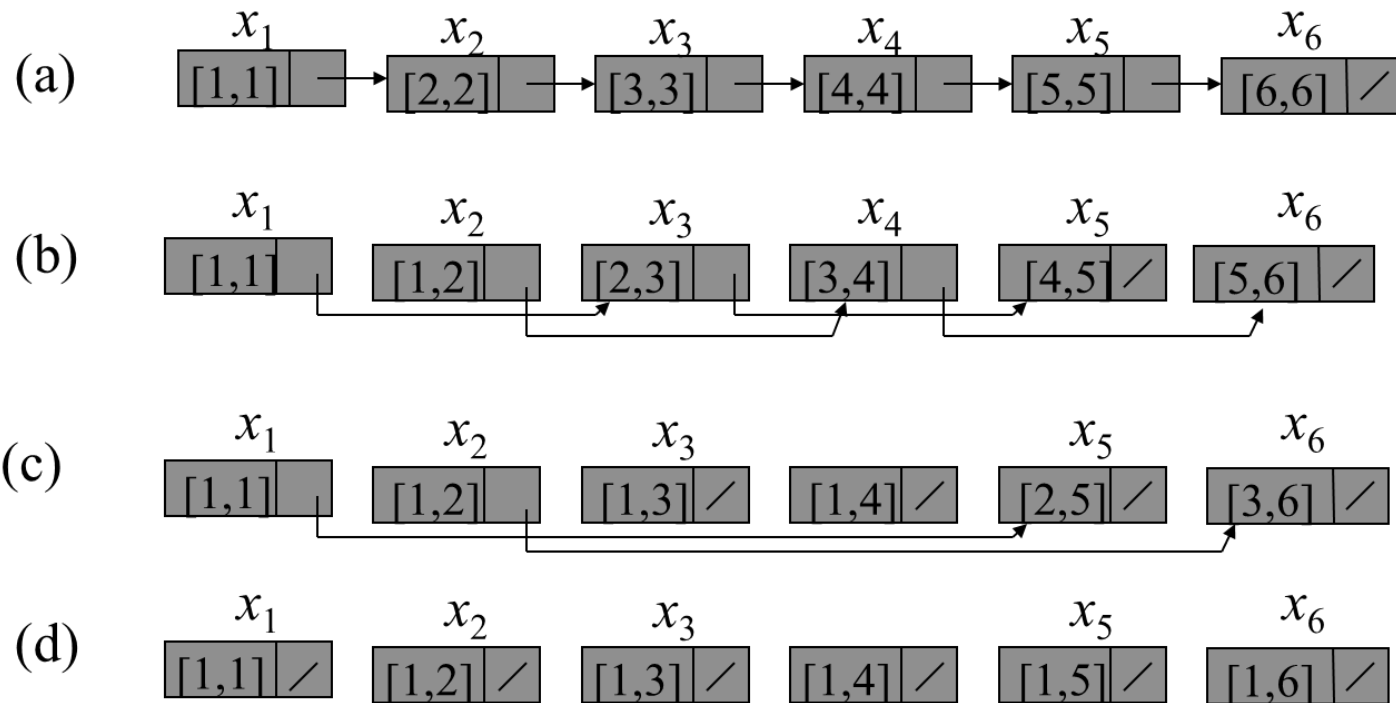 x₁ x₂ x₃ x₄ x₅ x₆
(a) [1,1] [2,2] [3,3] [4,4] [5,5] [6,6] /
x₁ x₂ x₃ x₄ x₅ x₆
(b) [1,1] [1,2] [2,3] [3,4] [4,5] / [5,6] /
x₁ x₂ x₃ x₅ x₆
(c) [1,1] [1,2] [1,3] / [1,4] / [2,5] / [3,6] /
x₁ x₂ x₃ x₅ x₆
(d) [1,1] / [1,2] / [1,3] / [1,4] / [1,5] / [1,6] /